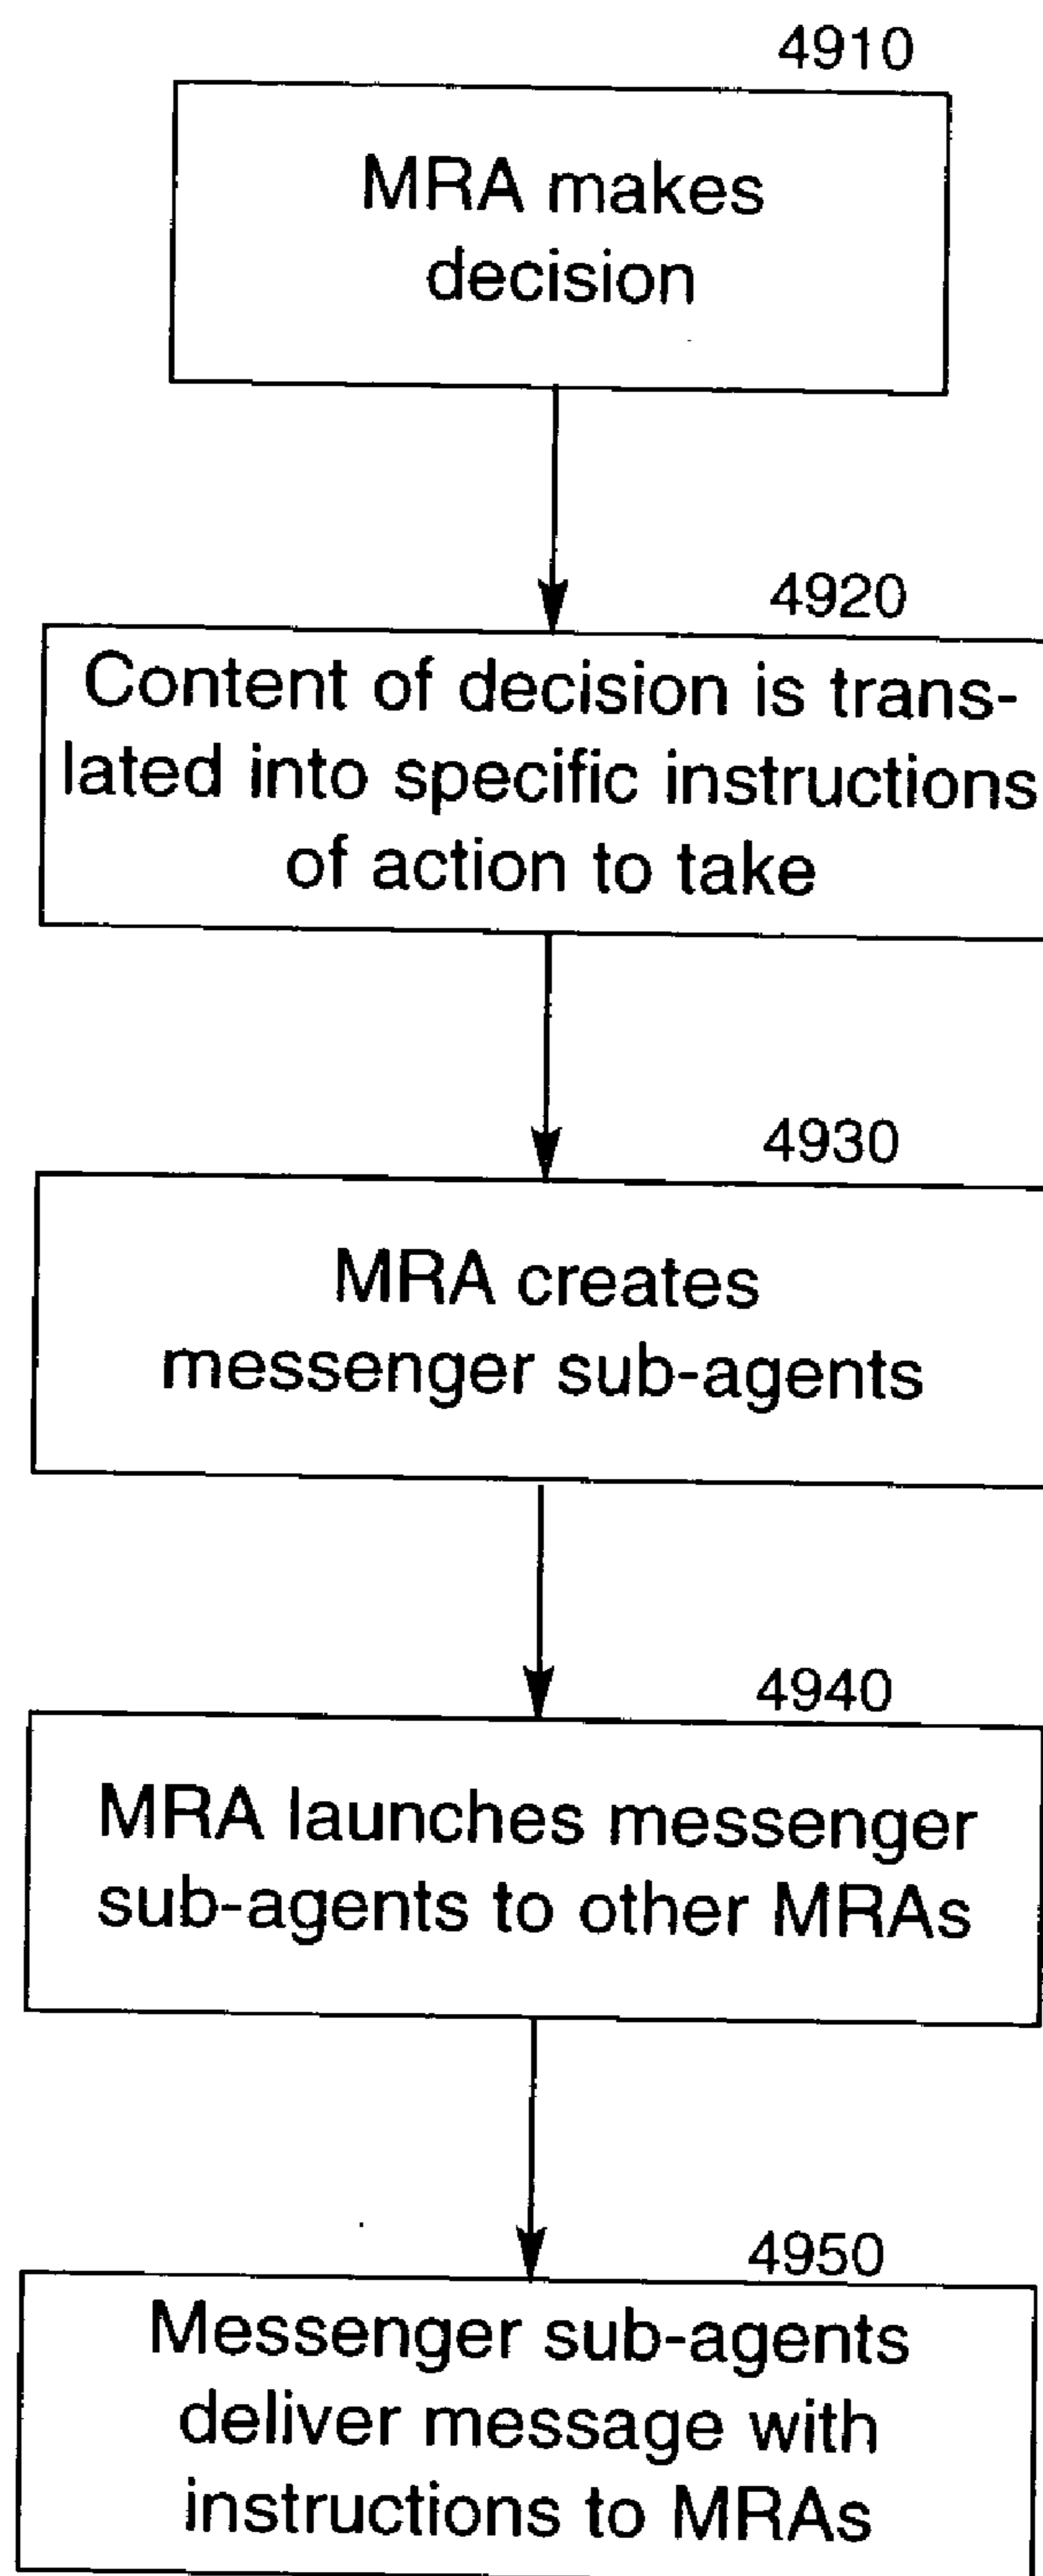 4910
MRA makes
decision
4920
Content of decision is trans-
lated into specific instructions
of action to take
4930
MRA creates
messenger sub-agents
4940
MRA launches messenger
sub-agents to other MRAs
4950
Messenger sub-agents
deliver message with
instructions to MRAs